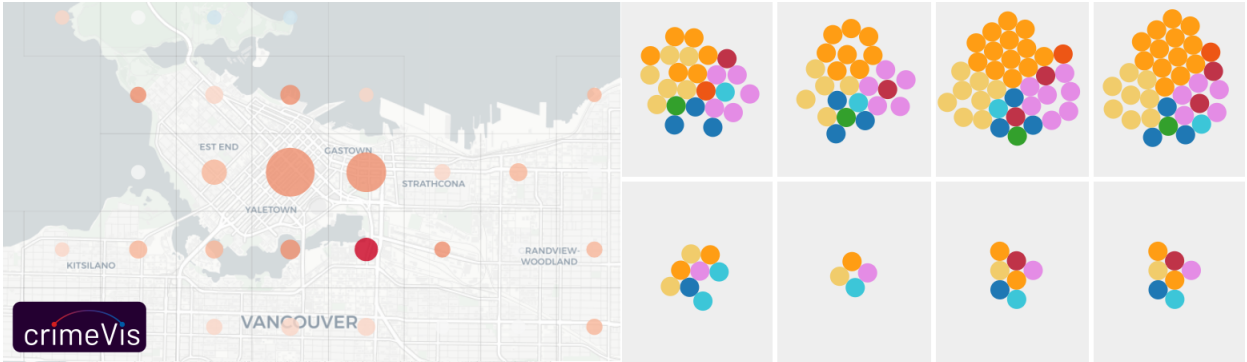 'EST END
GASTOWN
STRATHCONA
YALETOWN
KITSILANO
RANDVIEW-
WOODLAND
VANCOUVER
crimeVis